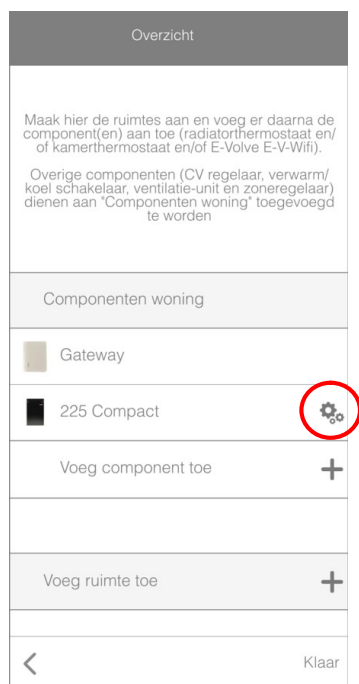 Overzicht
Maak hier de ruimtes aan en voeg er daarna de
component(en) aan toe (radiatorthermostaat en/
of kamerthermostaat en/of E-Volve E-V-Wifi).
Overige componenten (CV regelaar, verwarm/
koel schakelaar, ventilatie-unit en zoneregelaar)
dienen aan "Componenten woning" toegevoegd
te worden
Componenten woning
Gateway
225 Compact
Voeg component toe
Voeg ruimte toe
Klaar